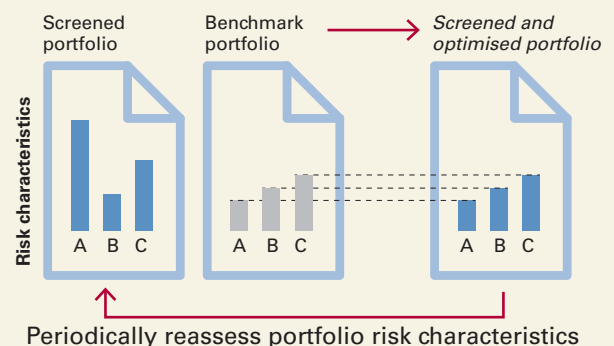 Screened
portfolio
Benchmark
portfolio
Screened and
optimised portfolio
Risk characteristics
A B C
A B C
A B C
Periodically reassess portfolio risk characteristics